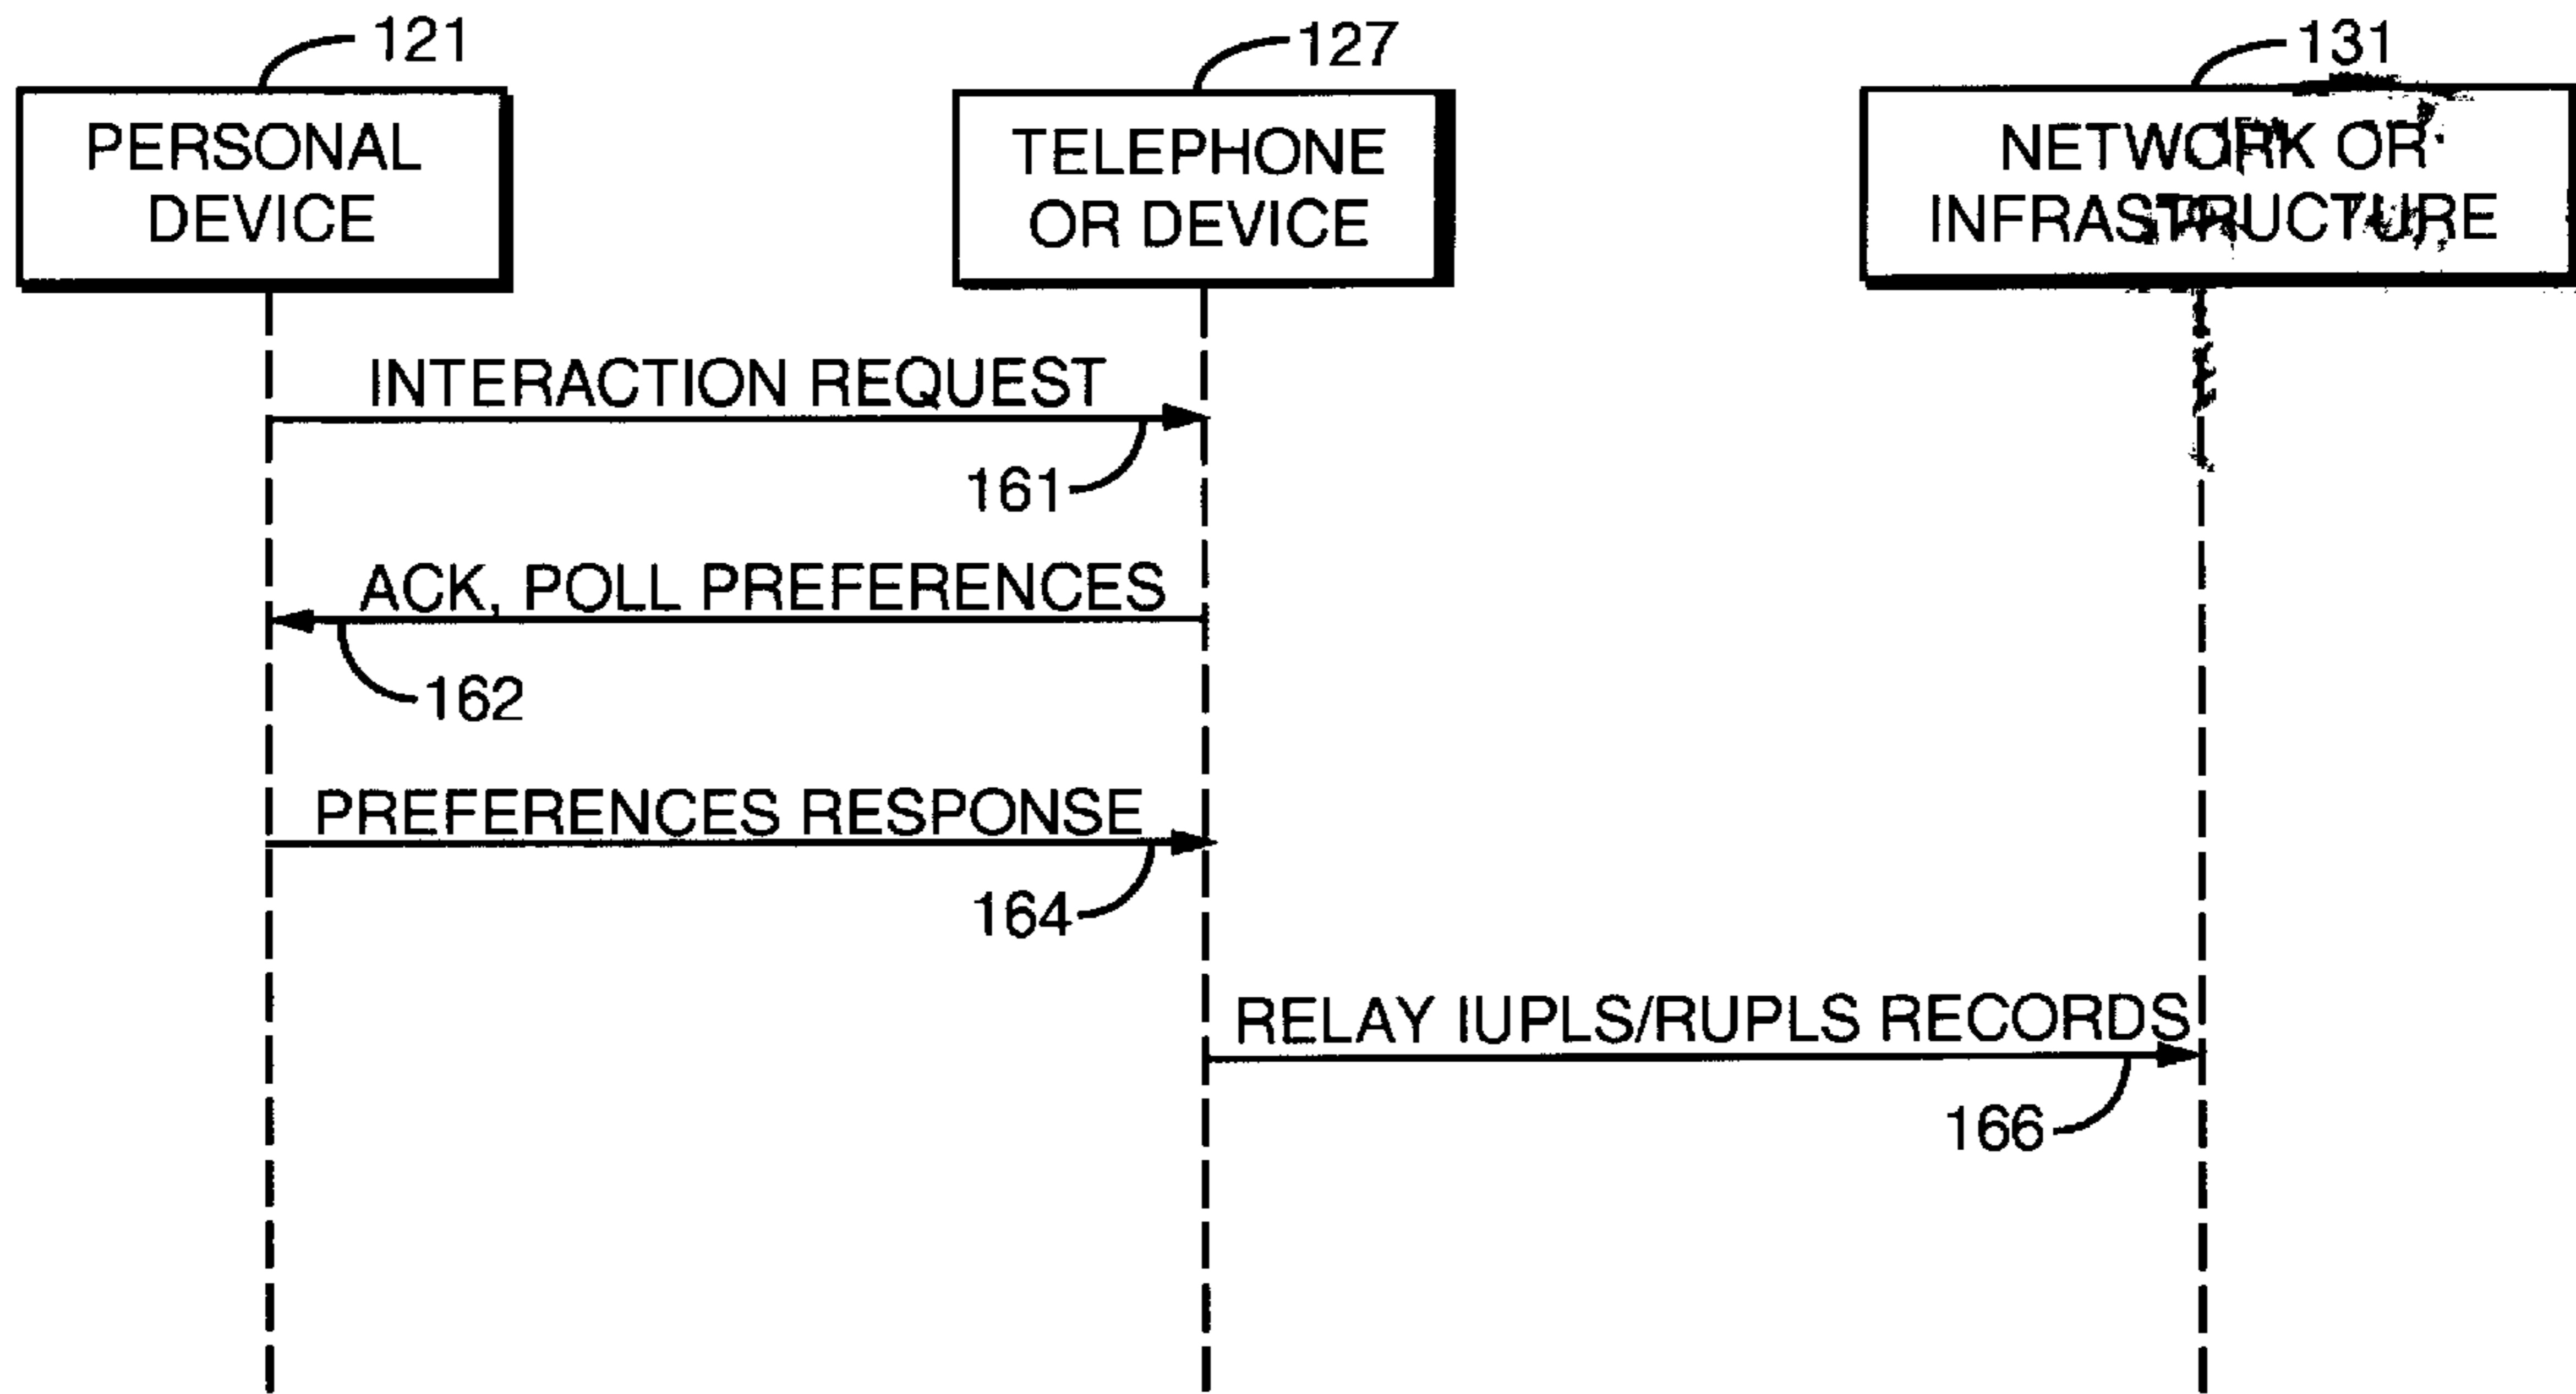 121
127
131
PERSONAL
DEVICE
TELEPHONE
OR DEVICE
NETWORK OR
INFRASTRUCTURE
INTERACTION REQUEST
161
ACK, POLL PREFERENCES
162
PREFERENCES RESPONSE
164
RELAY IUPLS/RUPLS RECORDS
166